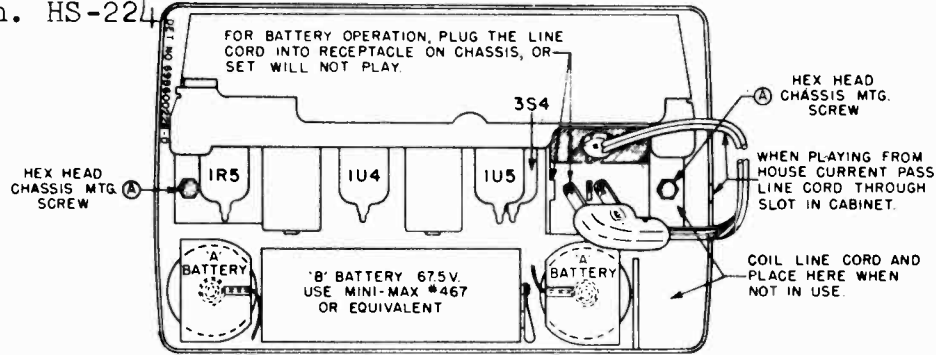 n. HS-224
DET. NO. 69B600228-D
FOR BATTERY OPERATION, PLUG THE LINE
CORD INTO RECEPTACLE ON CHASSIS, OR
SET WILL NOT PLAY.
3S4
HEX HEAD
CHASSIS MTG.
SCREW
A
HEX HEAD
CHASSIS MTG.
SCREW
A
1R5
1U4
1U5
WHEN PLAYING FROM
HOUSE CURRENT PASS
LINE CORD THROUGH
SLOT IN CABINET.
'A'
BATTERY
'B' BATTERY 67.5 V.
USE MINI-MAX #467
OR EQUIVALENT
'A'
BATTERY
COIL LINE CORD AND
PLACE HERE WHEN
NOT IN USE.